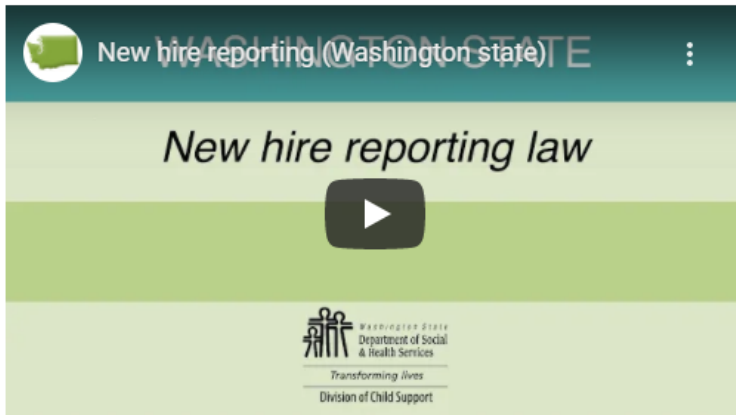 WASHINGTON STATE
New hire reporting (Washington state)
New hire reporting law
Washington State
Department of Social
& Health Services
Transforming lives
Division of Child Support